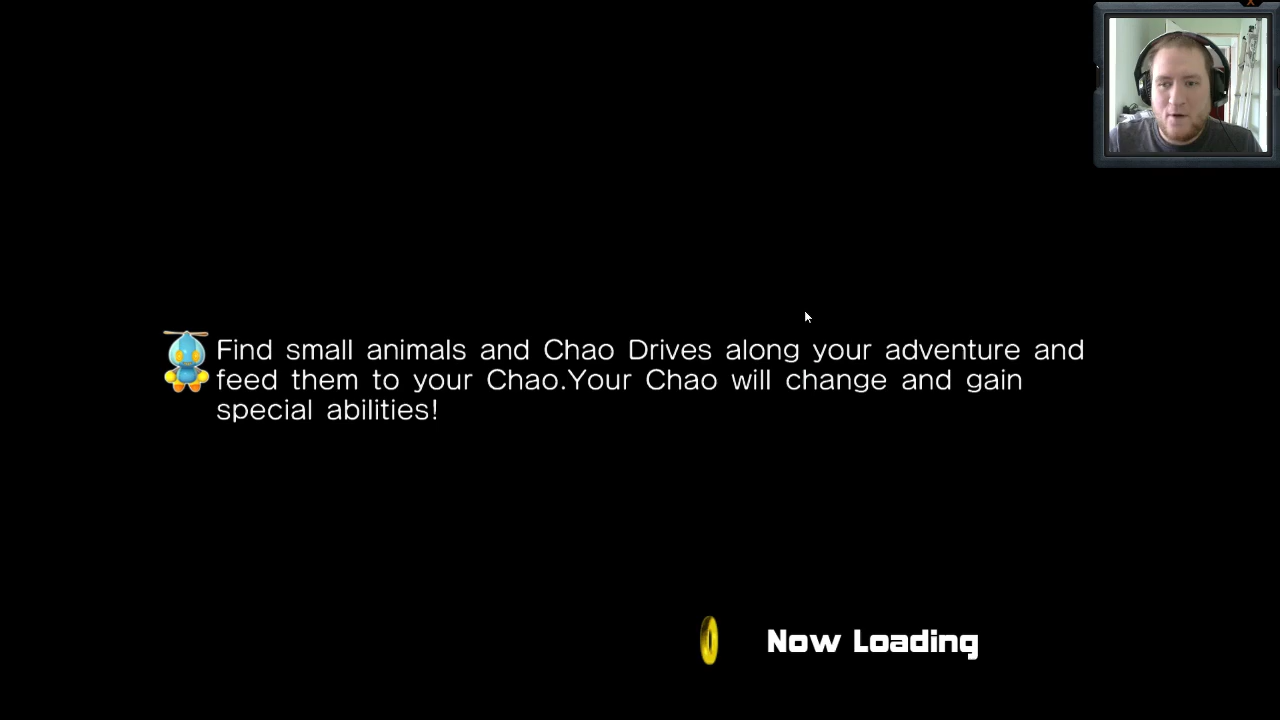 Find small animals and Chao Drives along your adventure and
feed them to your Chao.Your Chao will change and gain
special abilities!
Now Loading